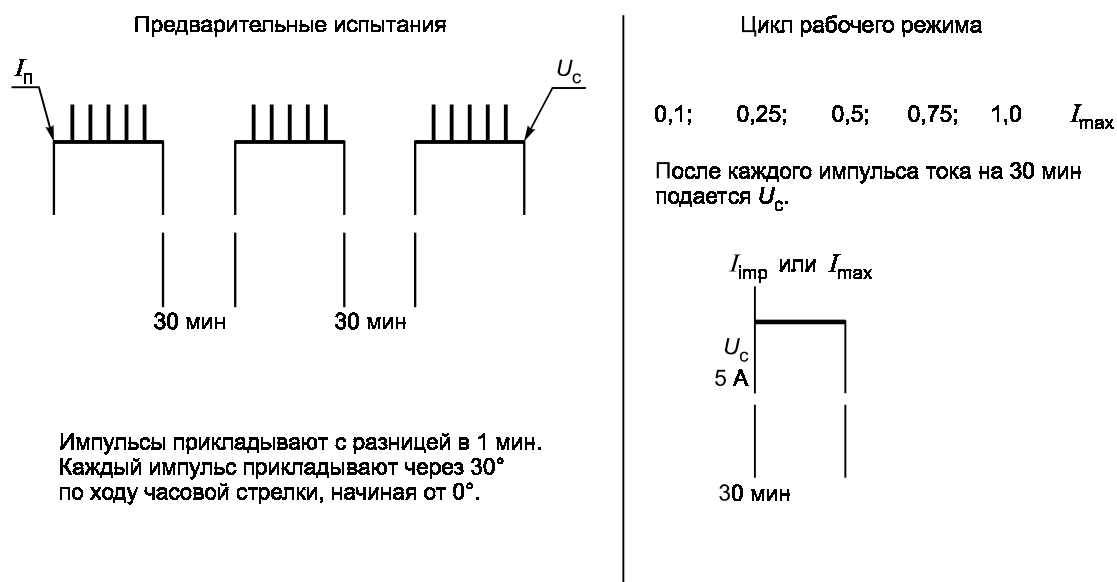 Предварительные испытания
Iп
Uс
30 мин 30 мин
Импульсы прикладывают с разницей в 1 мин.
Каждый импульс прикладывают через 30°
по ходу часовой стрелки, начиная от 0°.
Цикл рабочего режима
0,1; 0,25; 0,5; 0,75; 1,0 Imax
После каждого импульса тока на 30 мин
подается Uс.
Iimp или Imax
Uс
5 А
30 мин